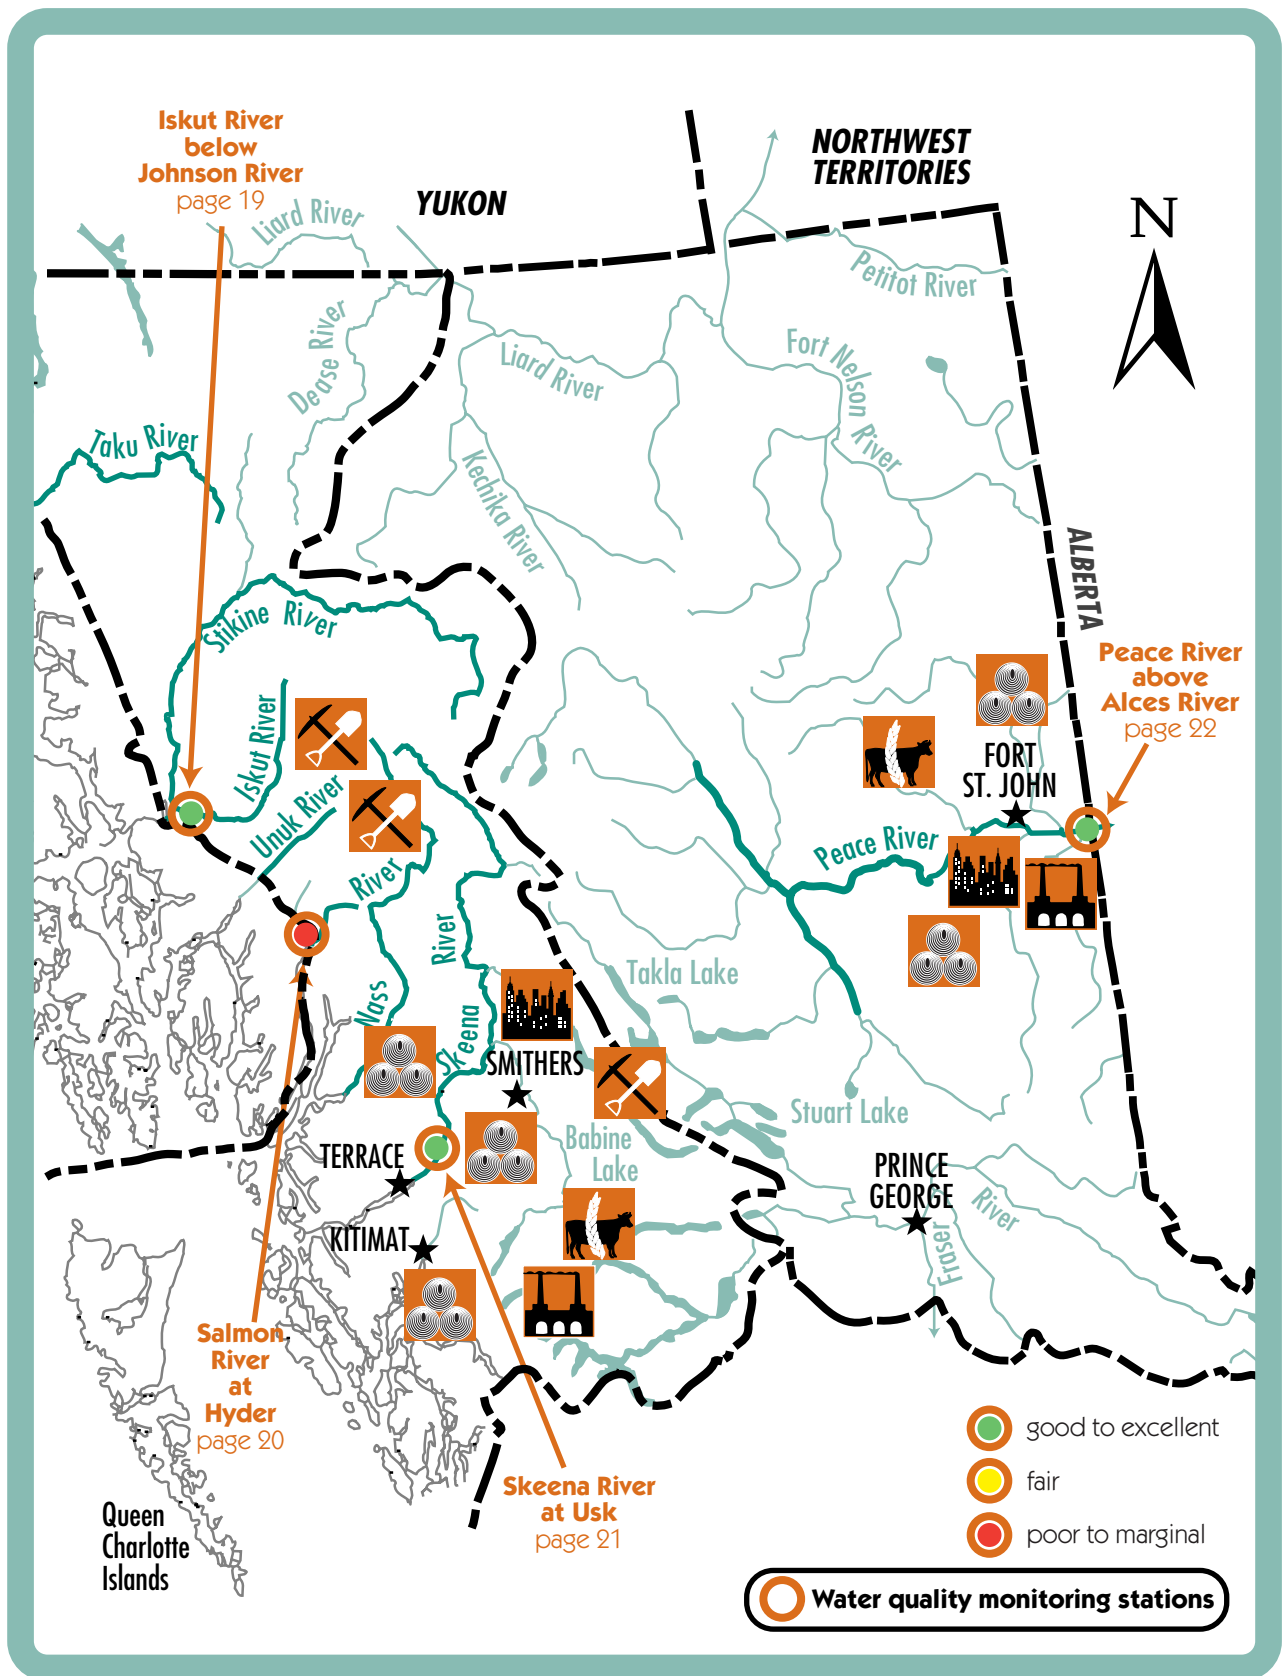 Iskut River
below
Johnson River
page 19
YUKON
NORTHWEST
TERRITORIES
N
Liard River
Petitot River
Dease River
Liard River
Fort Nelson
River
Taku River
Kechika River
ALBERTA
Stikine River
Peace River
above
Alces River
page 22
Iskut River
FORT
ST. JOHN
Unuk River
Peace River
River
River
Takla Lake
Nass
Skeena
SMITHERS
Stuart Lake
Babine
Lake
TERRACE
PRINCE
GEORGE
River
Fraser
KITIMAT
Salmon
River
at
Hyder
page 20
Skeena River
at Usk
page 21
Queen
Charlotte
Islands
good to excellent
fair
poor to marginal
Water quality monitoring stations